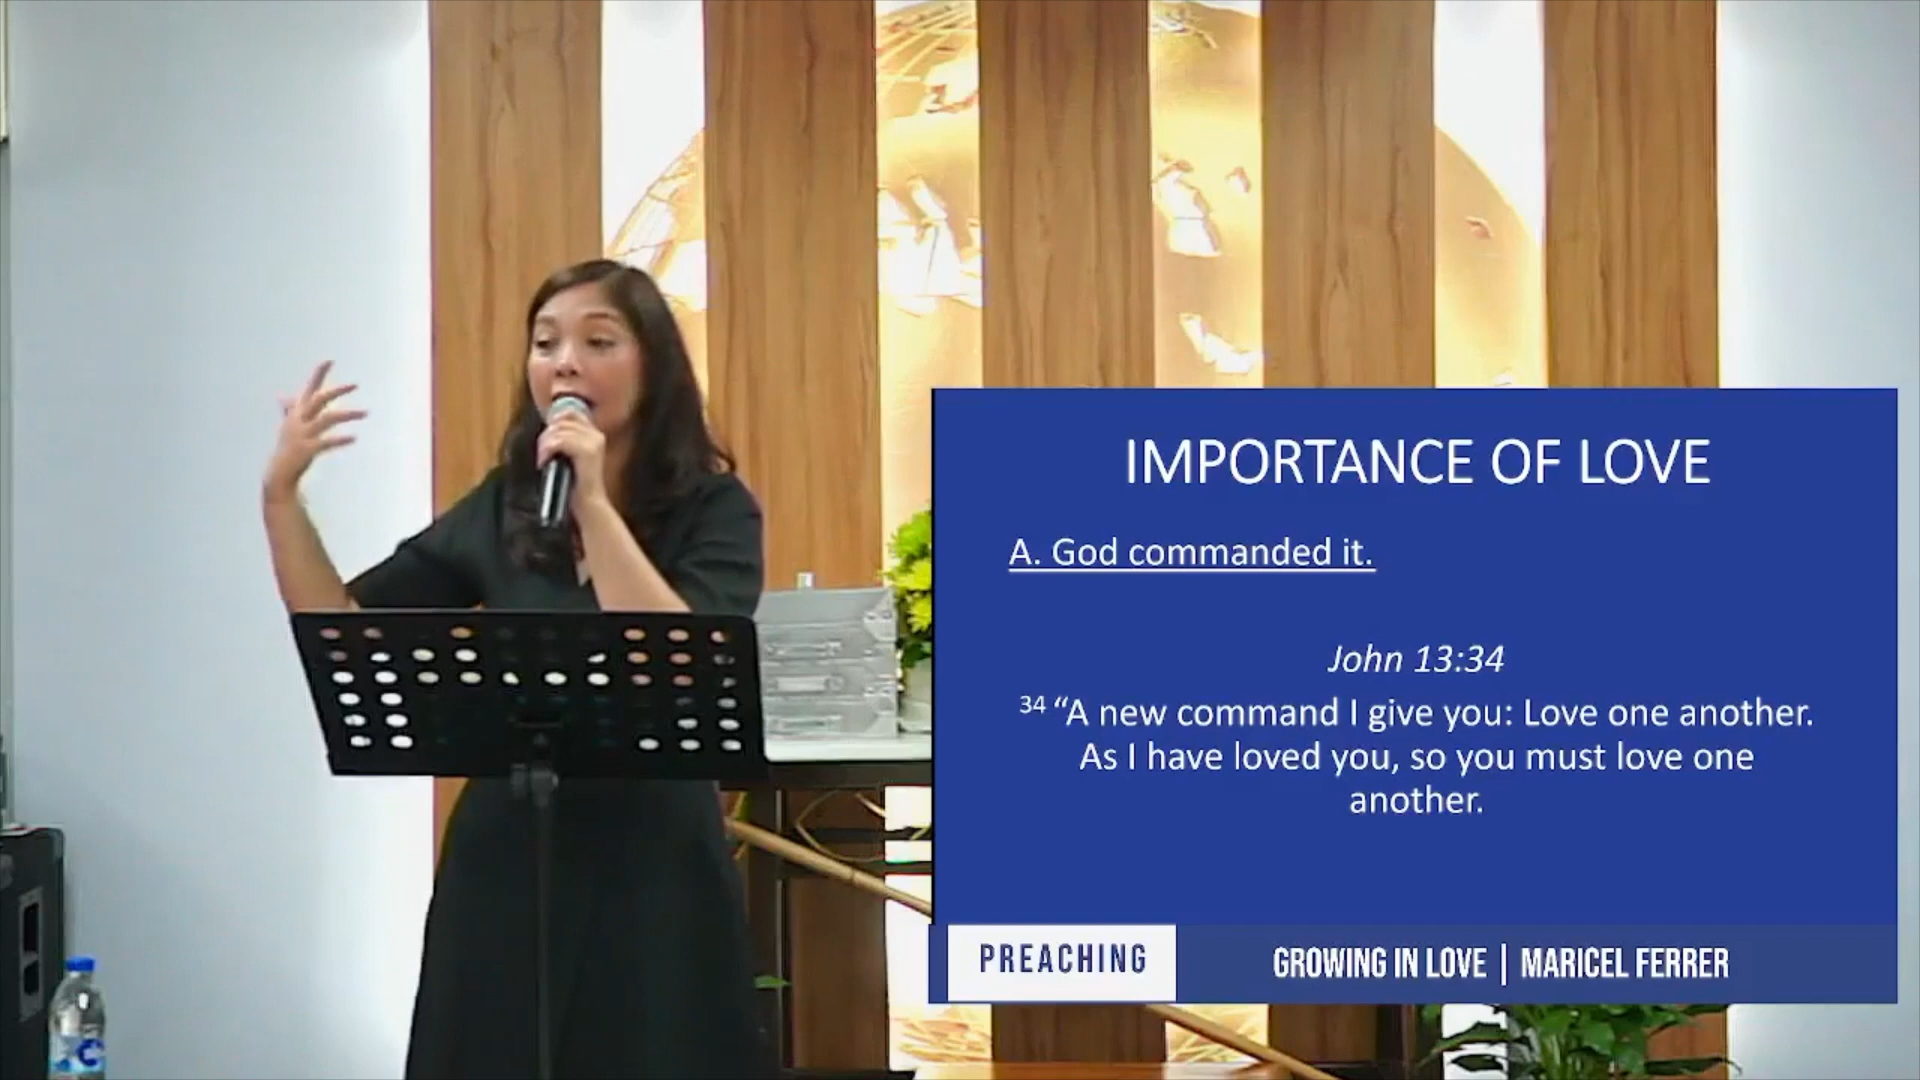 IMPORTANCE OF LOVE
A. God commanded it.
John 13:34
34 “A new command I give you: Love one another.
As I have loved you, so you must love one
another.
PREACHING
GROWING IN LOVE | MARICEL FERRER